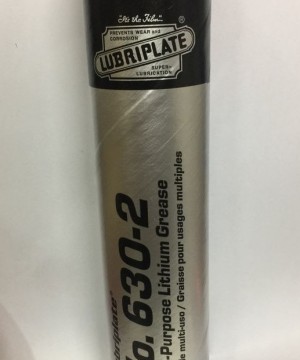 "It's the Film"
PREVENTS WEAR and
CORROSION
LUBRIPLATE
SUPER-
LUBRICATION
briplate®
o. 630-2
-Purpose Lithium Grease
multi-uso / Graisse pour usages multiples